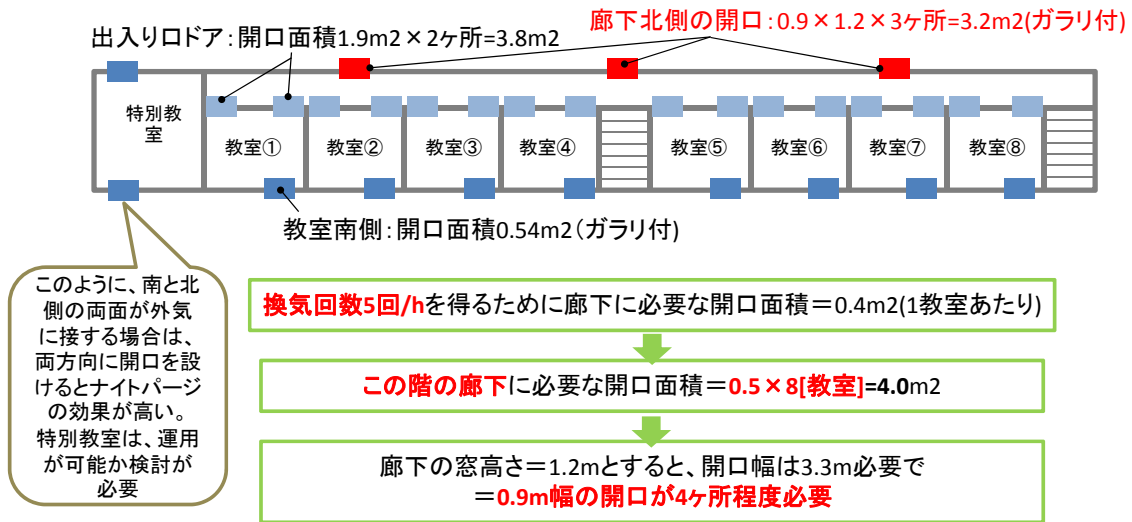 廊下北側の開口：0.9×1.2×3ヶ所=3.2m2(ガラリ付)
出入り口ドア：開口面積1.9m2×2ヶ所=3.8m2
特別教
室
教室①
教室②
教室③
教室④
教室⑤
教室⑥
教室⑦
教室⑧
教室南側：開口面積0.54m2（ガラリ付）
このように、南と北
側の両面が外気
に接する場合は、
両方向に開口を設
けるとナイトパージ
の効果が高い。
特別教室は、運用
が可能か検討が
必要
換気回数5回/hを得るために廊下に必要な開口面積＝0.4m2(1教室あたり)
この階の廊下に必要な開口面積＝0.5×8[教室]=4.0m2
廊下の窓高さ＝1.2mとすると、開口幅は3.3m必要で
＝0.9m幅の開口が4ヶ所程度必要